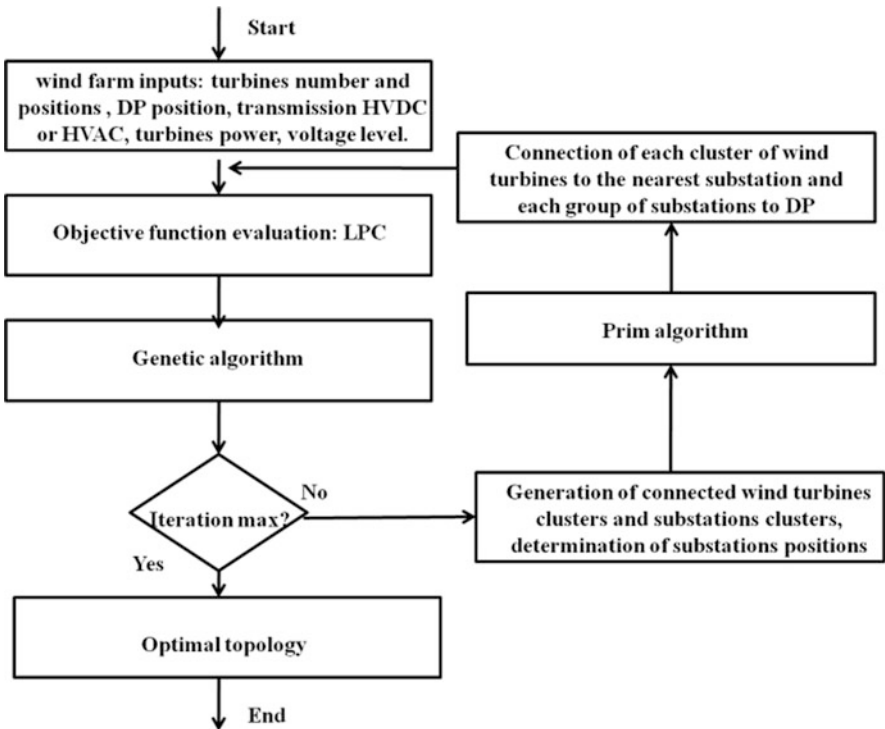 Start
wind farm inputs: turbines number and
positions , DP position, transmission HVDC
or HVAC, turbines power, voltage level.
Connection of each cluster of wind
turbines to the nearest substation and
each group of substations to DP
Objective function evaluation: LPC
Prim algorithm
Genetic algorithm
No
Iteration max?
Yes
Generation of connected wind turbines
clusters and substations clusters,
determination of substations positions
Optimal topology
End